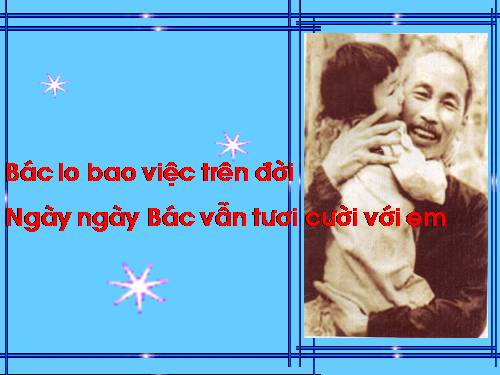 Bác lo bao việc trên đời
Ngày ngày Bác vẫn tươi cười với em